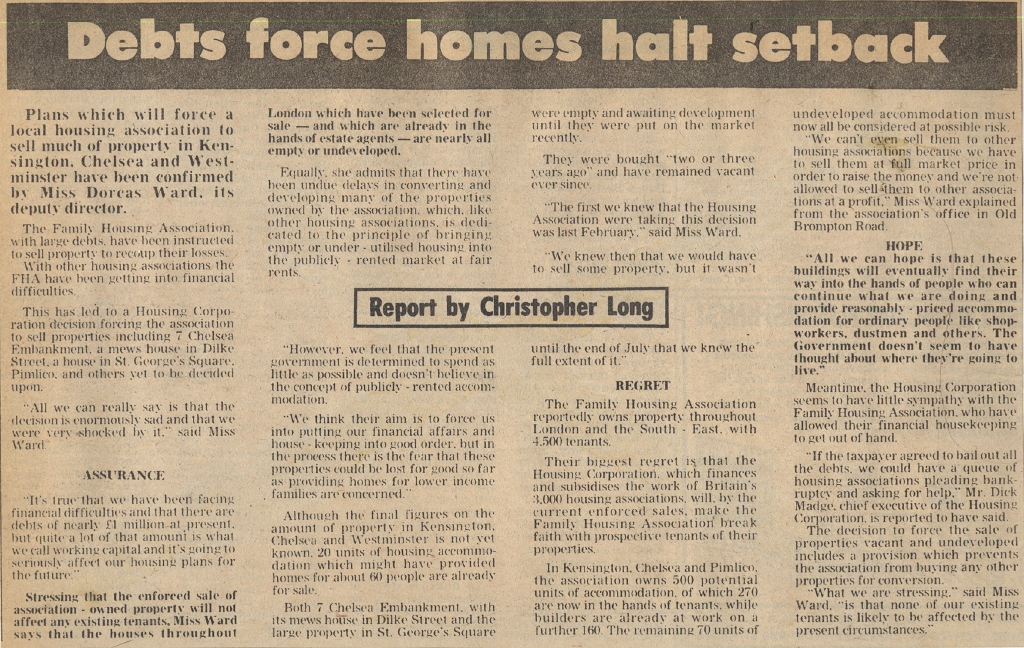 Debts force homes halt setback
Plans which will force a
local housing association to
sell much of property in Ken-
sington, Chelsea and West-
minster have been confirmed
by Miss Dorcas Ward, its
deputy director.
The Family Housing Association,
with large debts, have been instructed
to sell property to recoup their losses.
With other housing associations the
FHA have been getting into financial
difficulties.
This has led to a Housing Corpo-
ration decision forcing the association
to sell properties including 7 Chelsea
Embankment, a mews house in Dilke
Street, a house in St. George's Square,
Pimlico, and others yet to be decided
upon.
"All we can really say is that the
decision is enormously sad and that we
were very shocked by it," said Miss
Ward.
ASSURANCE
"It's true that we have been facing
financial difficulties and that there are
debts of nearly £1 million at present,
but quite a lot of that amount is what
we call working capital and it's going to
seriously affect our housing plans for
the future."
Stressing that the enforced sale of
association - owned property will not
affect any existing tenants, Miss Ward
says that the houses throughout
London which have been selected for
sale — and which are already in the
hands of estate agents — are nearly all
empty or undeveloped.
Equally, she admits that there have
been undue delays in converting and
developing many of the properties
owned by the association, which, like
other housing associations, is dedi-
cated to the principle of bringing
empty or under - utilised housing into
the publicly - rented market at fair
rents.
Report by Christopher Long
"However, we feel that the present
government is determined to spend as
little as possible and doesn't believe in
the concept of publicly - rented accom-
modation.
"We think their aim is to force us
into putting our financial affairs and
house - keeping into good order, but in
the process there is the fear that these
properties could be lost for good so far
as providing homes for lower income
families are concerned."
Although the final figures on the
amount of property in Kensington,
Chelsea and Westminster is not yet
known, 20 units of housing accommo-
dation which might have provided
homes for about 60 people are already
for sale.
Both 7 Chelsea Embankment, with
its mews house in Dilke Street and the
large property in St. George's Square
were empty and awaiting development
until they were put on the market
recently.
They were bought "two or three
years ago" and have remained vacant
ever since.
"The first we knew that the Housing
Association were taking this decision
was last February," said Miss Ward.
"We knew then that we would have
to sell some property, but it wasn't
until the end of July that we knew the
full extent of it."
REGRET
The Family Housing Association
reportedly owns property throughout
London and the South - East, with
4,500 tenants.
Their biggest regret is that the
Housing Corporation, which finances
and subsidises the work of Britain's
3,000 housing associations, will, by the
current enforced sales, make the
Family Housing Association break
faith with prospective tenants of their
properties.
In Kensington, Chelsea and Pimlico,
the association owns 500 potential
units of accommodation, of which 270
are now in the hands of tenants, while
builders are already at work on a
further 160. The remaining 70 units of
undeveloped accommodation must
now all be considered at possible risk.
"We can't even sell them to other
housing associations because we have
to sell them at full market price in
order to raise the money and we're not
allowed to sell them to other associa-
tions at a profit," Miss Ward explained
from the association's office in Old
Brompton Road.
HOPE
"All we can hope is that these
buildings will eventually find their
way into the hands of people who can
continue what we are doing and
provide reasonably - priced accommo-
dation for ordinary people like shop-
workers, dustmen and others. The
Government doesn't seem to have
thought about where they're going to
live."
Meantime, the Housing Corporation
seems to have little sympathy with the
Family Housing Association, who have
allowed their financial housekeeping
to get out of hand.
"If the taxpayer agreed to bail out all
the debts, we could have a queue of
housing associations pleading bank-
ruptcy and asking for help," Mr. Dick
Madge, chief executive of the Housing
Corporation, is reported to have said.
The decision to force the sale of
properties vacant and undeveloped
includes a provision which prevents
the association from buying any other
properties for conversion.
"What we are stressing," said Miss
Ward, "is that none of our existing
tenants is likely to be affected by the
present circumstances."